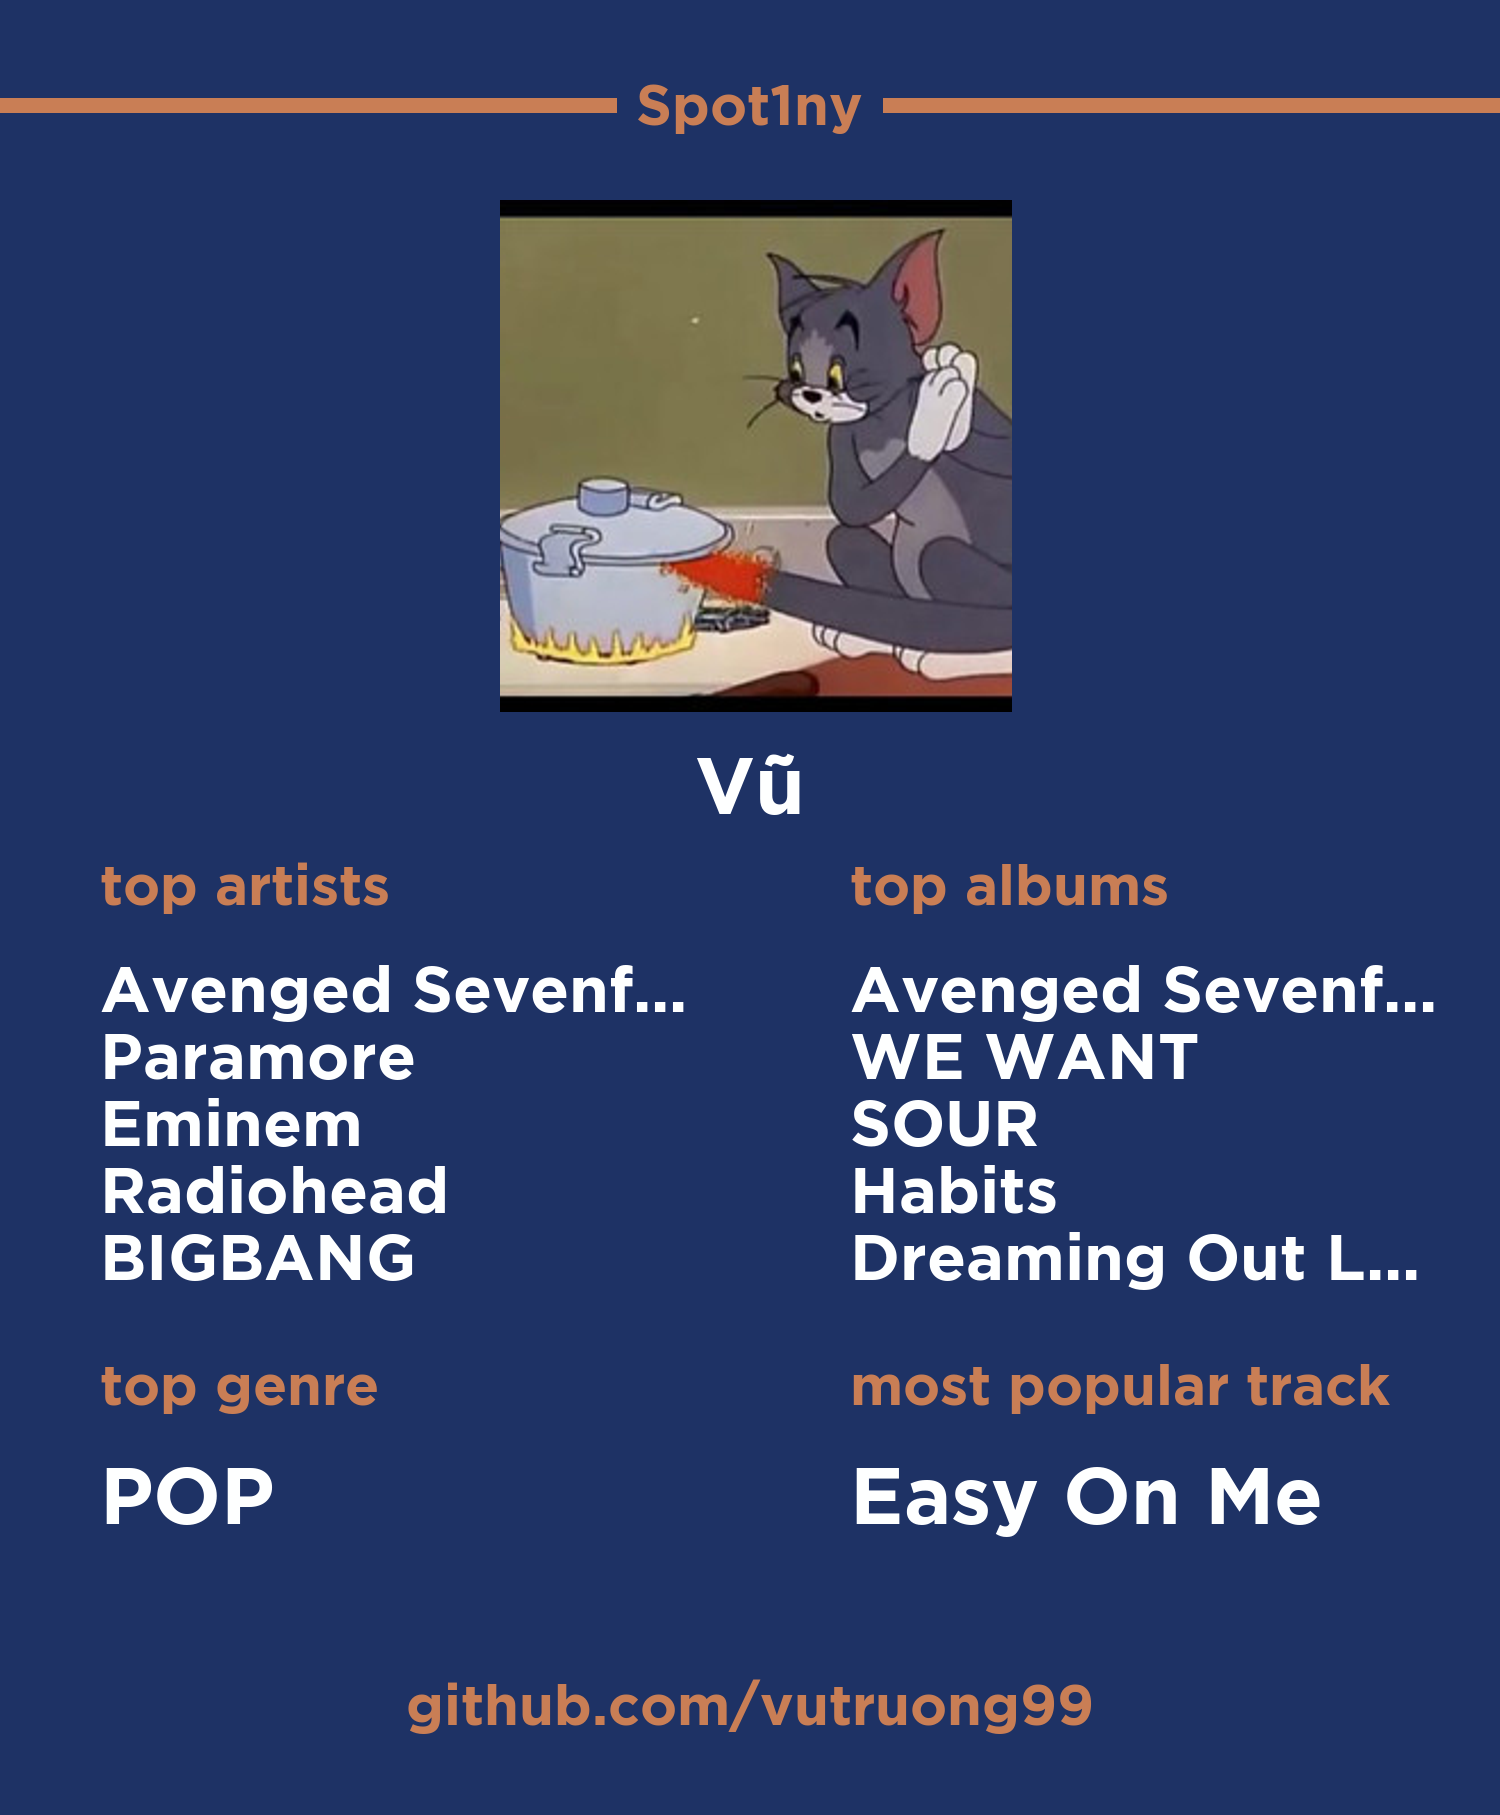 Spot1ny
Vũ
top artists
Avenged Sevenf...
Paramore
Eminem
Radiohead
BIGBANG
top albums
Avenged Sevenf...
WE WANT
SOUR
Habits
Dreaming Out L...
top genre
POP
most popular track
Easy On Me
github.com/vutruong99